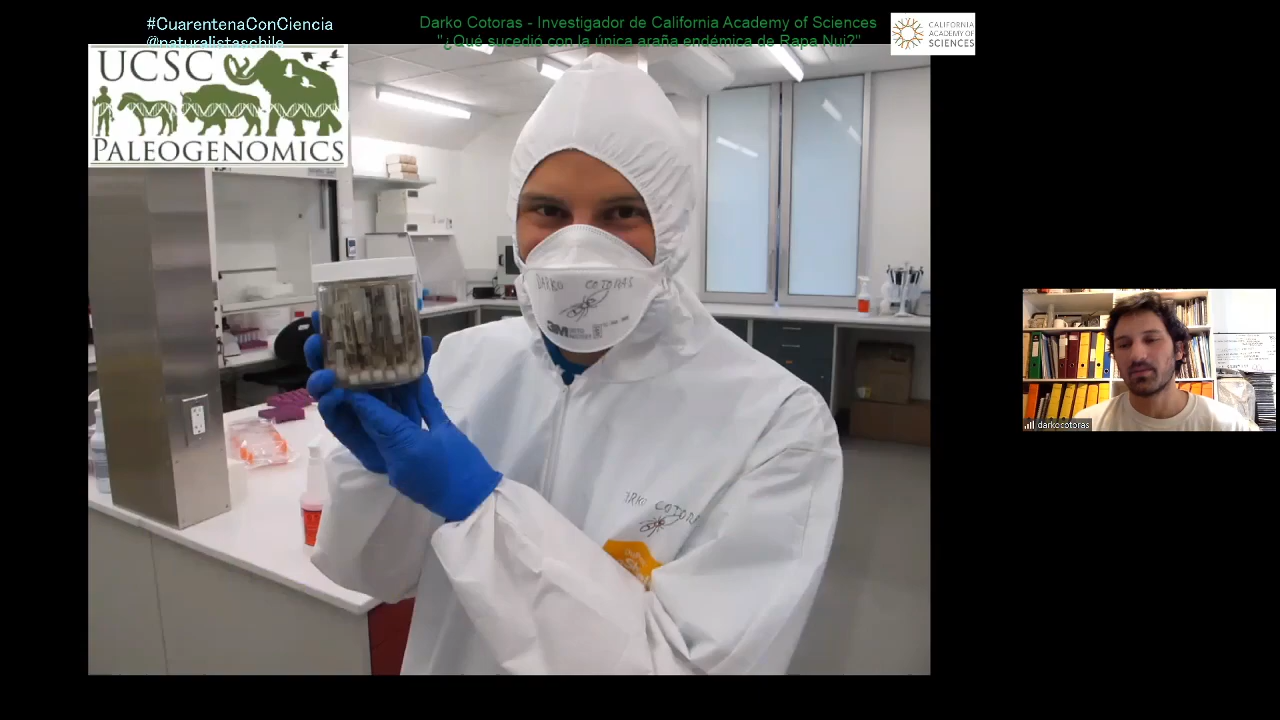 #CuarentenaConCiencia
@naturalistaschile
Darko Cotoras - Investigador de California Academy of Sciences
"¿Qué sucedió con la única araña endémica de Rapa Nui?"
CALIFORNIA
ACADEMY OF
SCIENCES
UCSC
PALEOGENOMICS
DARKO COTORAS
3M
COTORAS
darkocotoras